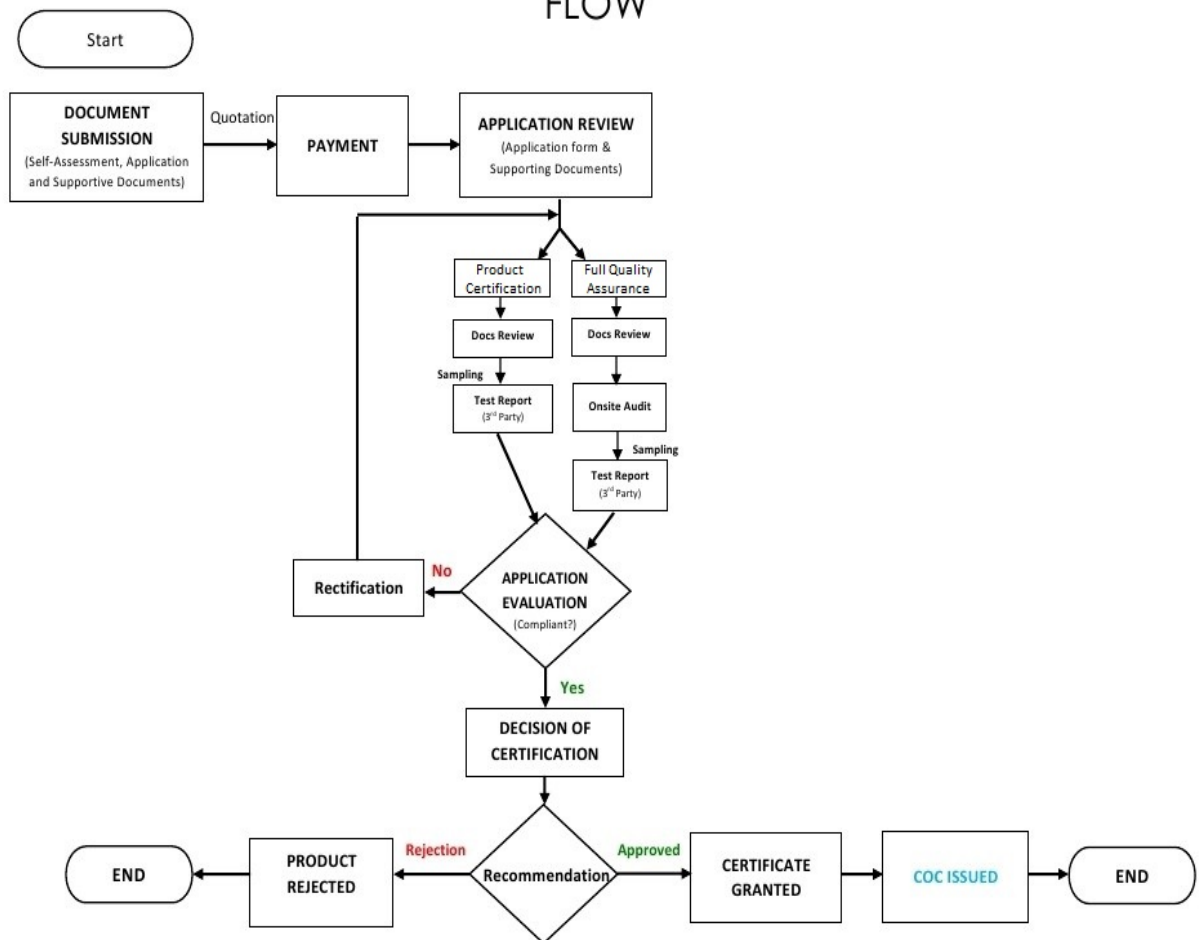 FLOW
Start
DOCUMENT
SUBMISSION
(Self-Assessment, Application
and Supportive Documents)
Quotation
PAYMENT
APPLICATION REVIEW
(Application form &
Supporting Documents)
Product
Certification
Full Quality
Assurance
Docs Review
Docs Review
Sampling
Test Report
(3rd Party)
Onsite Audit
Sampling
Test Report
(3rd Party)
Rectification
No
APPLICATION
EVALUATION
(Compliant?)
Yes
DECISION OF
CERTIFICATION
END
PRODUCT
REJECTED
Rejection
Recommendation
Approved
CERTIFICATE
GRANTED
COC ISSUED
END